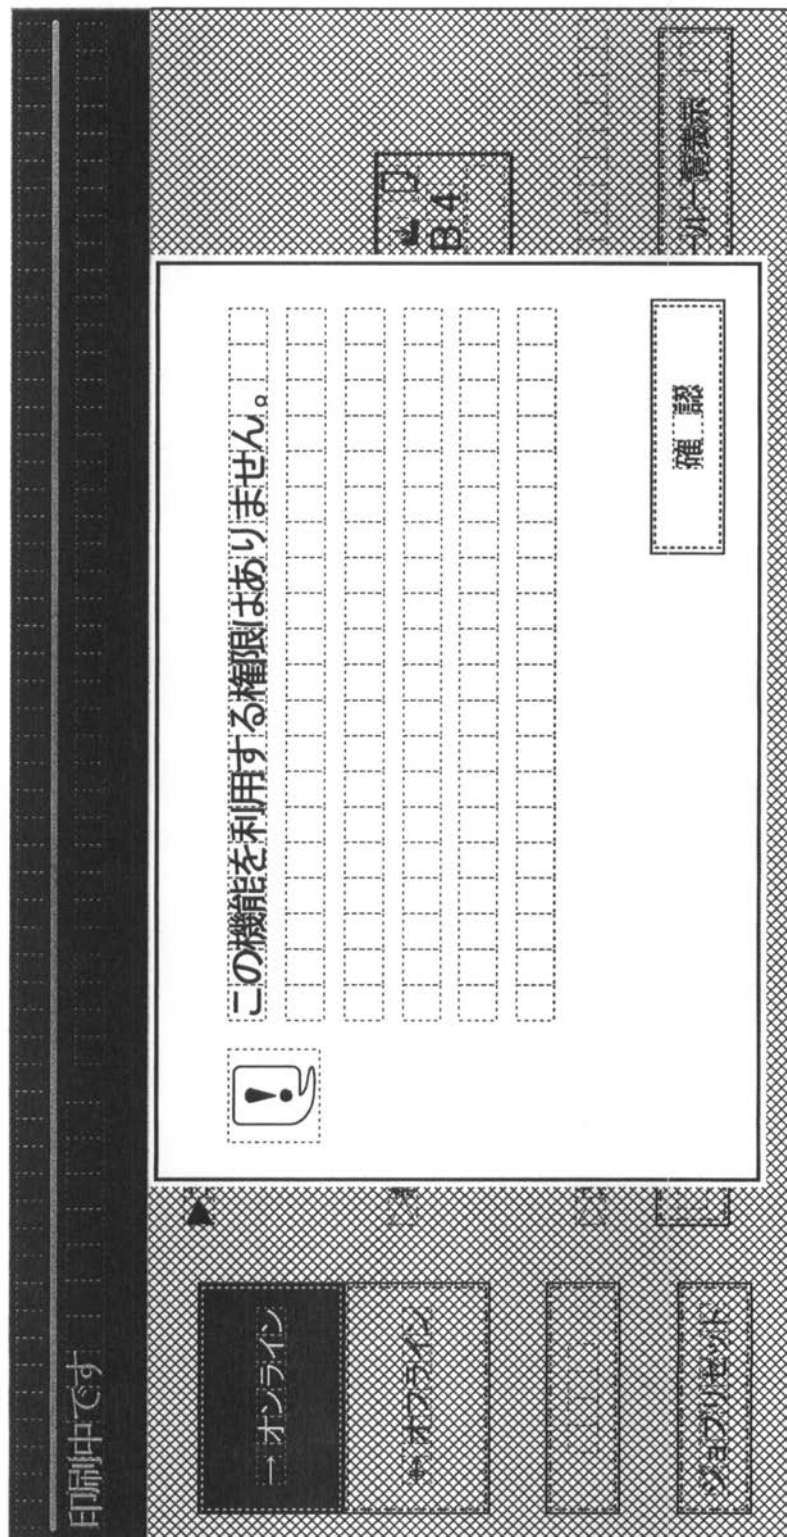 印刷中です
→ オンライン
オフライン
ジョブリセット
この機能を利用する権限はありません。
確 認
B4
一覧表示